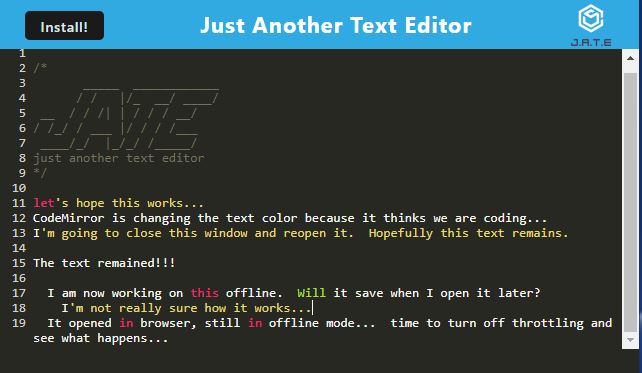 Install!
Just Another Text Editor
J.A.T.E
1
2 /*
3         _____  ____________
4        / /   |/_  __/ ____/
5   __  / / /| | / / / __/
6  / /_/ / ___ |/ / / /___
7  ____/_/  |_/_/ /_____/
8 just another text editor
9 */
10
11 let's hope this works...
12 CodeMirror is changing the text color because it thinks we are coding...
13 I'm going to close this window and reopen it.  Hopefully this text remains.
14
15 The text remained!!!
16
17   I am now working on this offline.  Will it save when I open it later?
18     I'm not really sure how it works...
19   It opened in browser, still in offline mode...  time to turn off throttling and
see what happens...